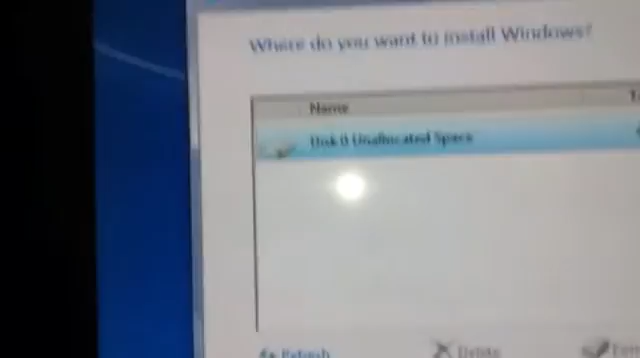 Where do you want to install Windows?
Name
Disk 0 Unallocated Space
Refresh
Delete